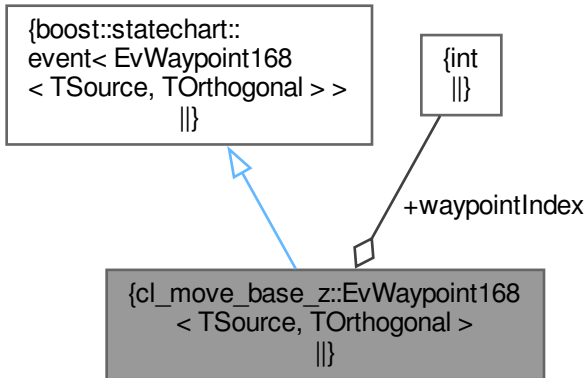 {boost::statechart::
event< EvWaypoint168
< TSource, TOrthogonal > >
||}
{int
||}
+waypointIndex
{cl_move_base_z::EvWaypoint168
< TSource, TOrthogonal >
||}